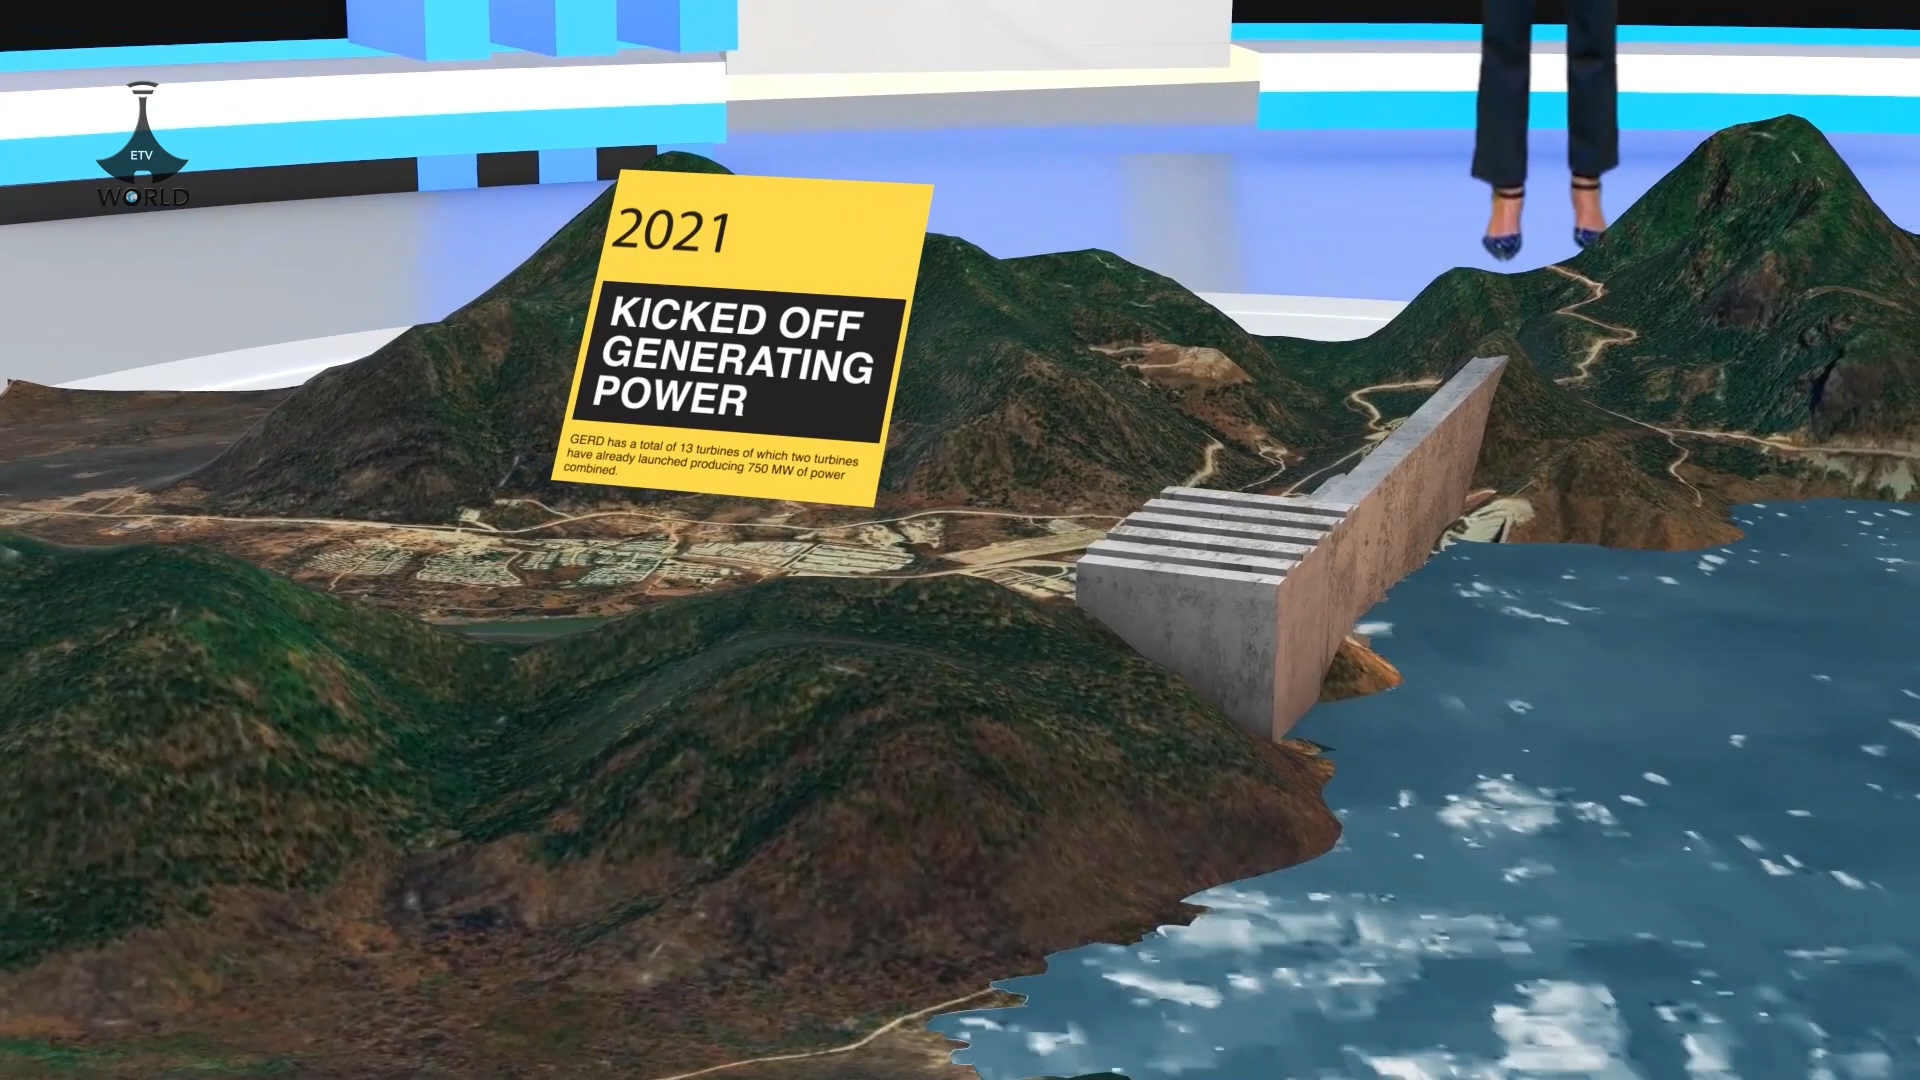 ETV
WORLD
2021
KICKED OFF
GENERATING
POWER
GERD has a total of 13 turbines of which two turbines
have already launched producing 750 MW of power
combined.